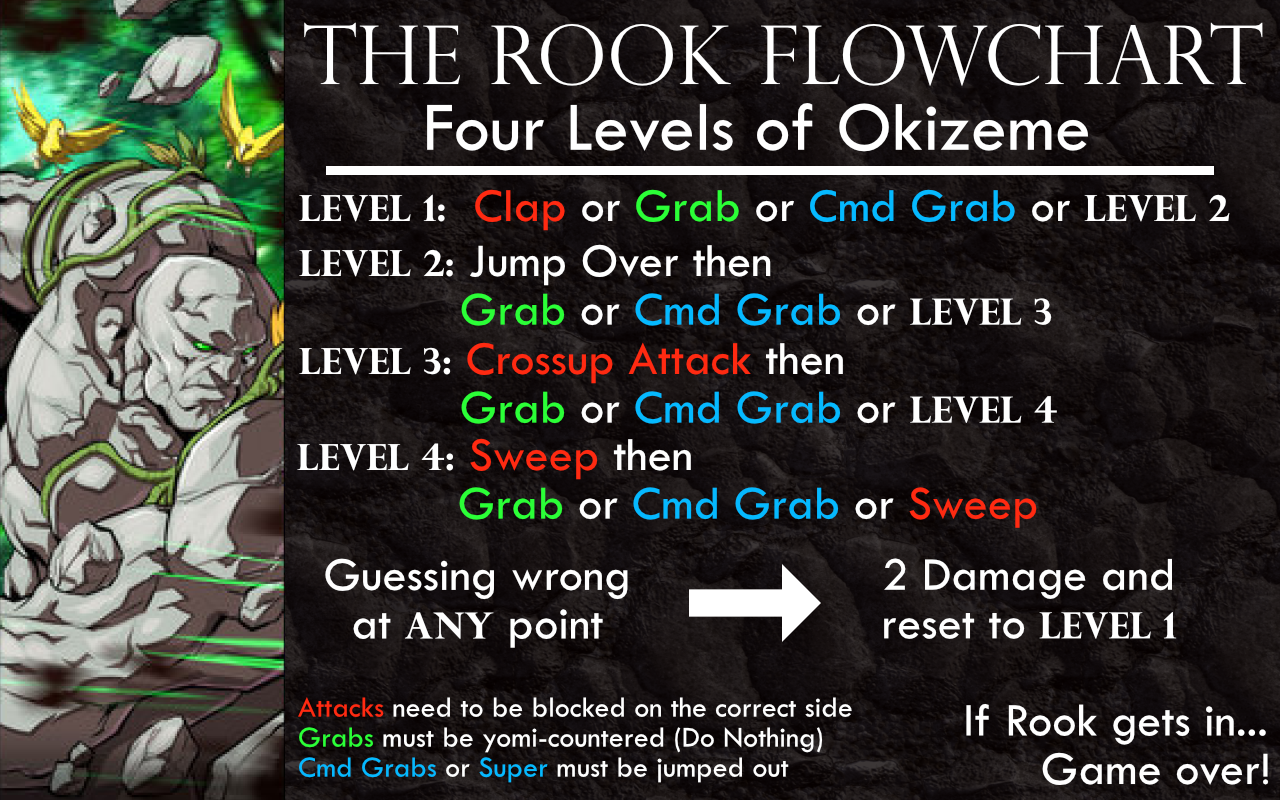 THE ROOK FLOWCHART
Four Levels of Okizeme
LEVEL 1: Clap or Grab or Cmd Grab or LEVEL 2
LEVEL 2: Jump Over then
Grab or Cmd Grab or LEVEL 3
LEVEL 3: Crossup Attack then
Grab or Cmd Grab or LEVEL 4
LEVEL 4: Sweep then
Grab or Cmd Grab or Sweep
Guessing wrong
at ANY point
2 Damage and
reset to LEVEL 1
Attacks need to be blocked on the correct side
Grabs must be yomi-countered (Do Nothing)
Cmd Grabs or Super must be jumped out
If Rook gets in...
Game over!